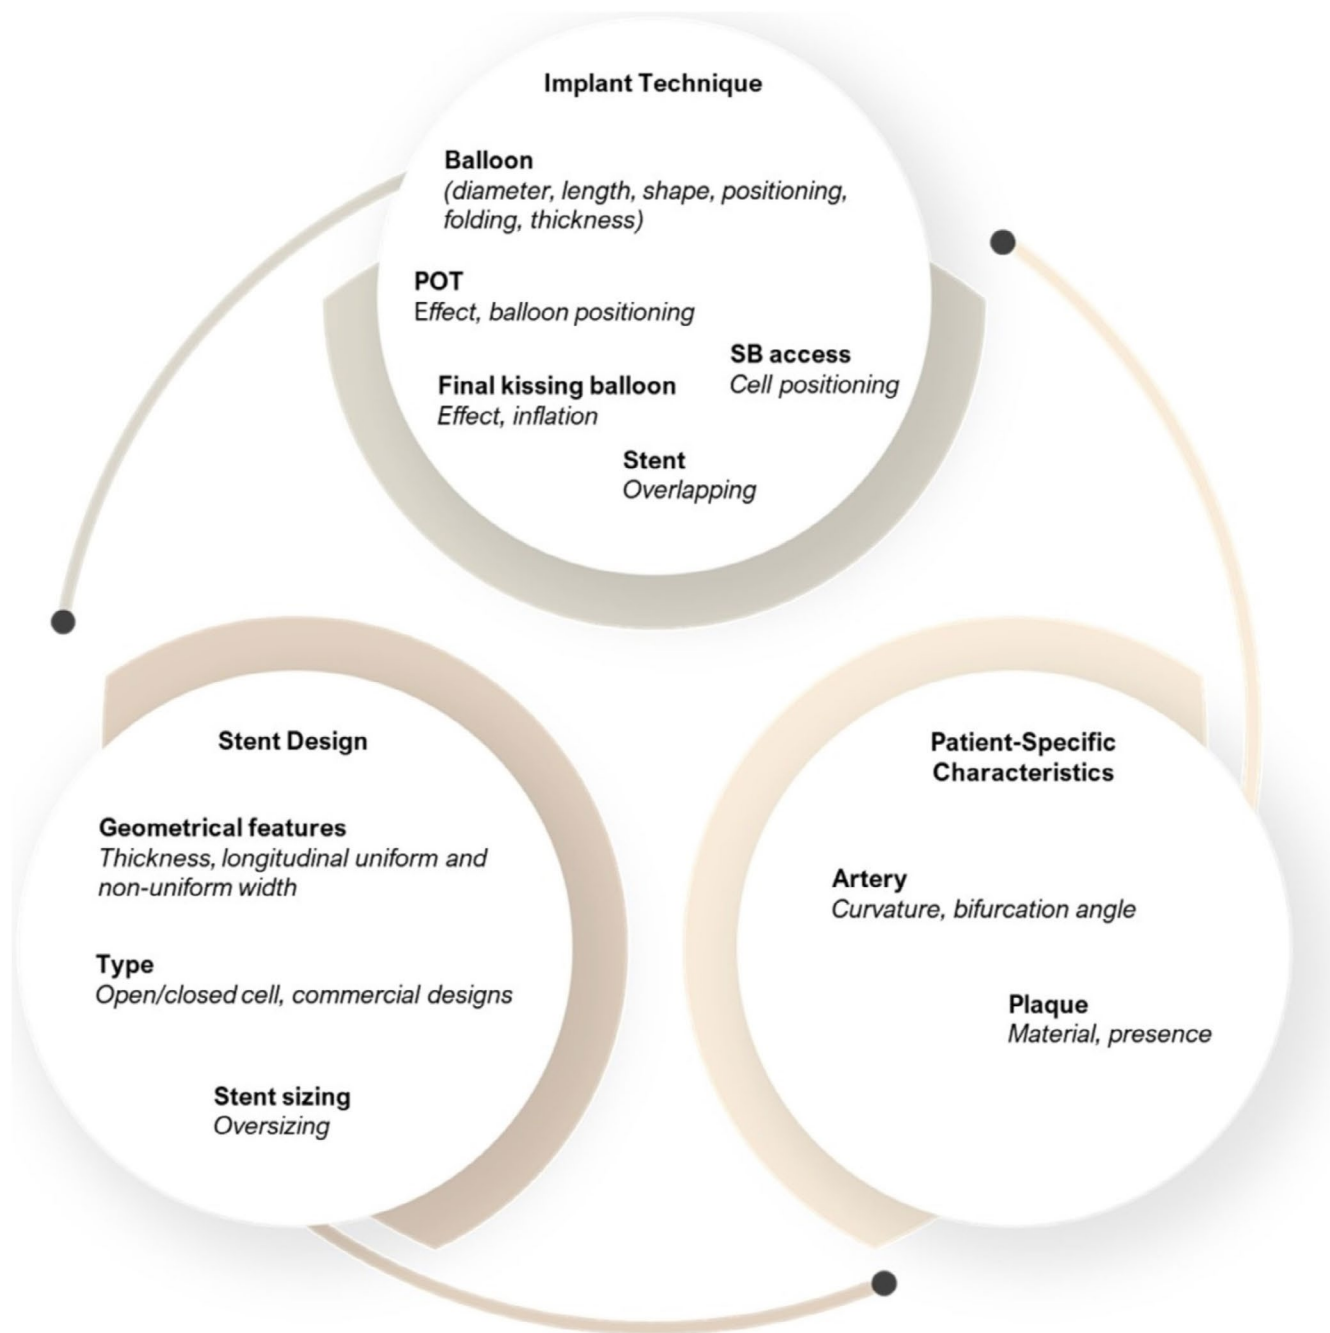 Implant Technique
Balloon
(diameter, length, shape, positioning,
folding, thickness)
POT
Effect, balloon positioning
SB access
Cell positioning
Final kissing balloon
Effect, inflation
Stent
Overlapping
Stent Design
Geometrical features
Thickness, longitudinal uniform and
non-uniform width
Type
Open/closed cell, commercial designs
Stent sizing
Oversizing
Patient-Specific
Characteristics
Artery
Curvature, bifurcation angle
Plaque
Material, presence